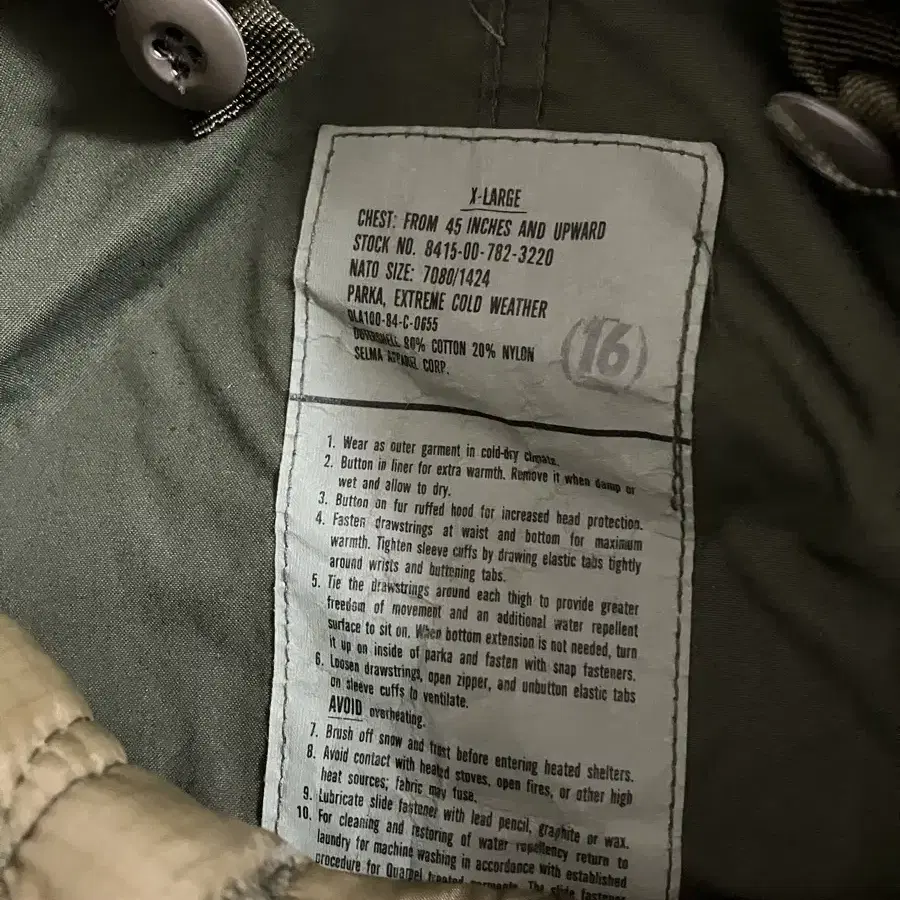 X-LARGE
CHEST: FROM 45 INCHES AND UPWARD
STOCK NO. 8415-00-782-3220
NATO SIZE: 7080/1424
PARKA, EXTREME COLD WEATHER
DLA100-84-C-0655
OUTERSHELL 80% COTTON 20% NYLON
SELMA APPAREL CORP.
(16)
1. Wear as outer garment in cold-dry climate.
2. Button in liner for extra warmth. Remove it when damp or
wet and allow to dry.
3. Button on fur ruffed hood for increased head protection.
4. Fasten drawstrings at waist and bottom for maximum
warmth. Tighten sleeve cuffs by drawing elastic tabs tightly
around wrists and buttening tabs.
5. Tie the drawstrings around each thigh to provide greater
freedom of movement and an additional water repellent
surface to sit on. When bottom extension is not needed, turn
it up on inside of parka and fasten with snap fasteners.
6. Loosen drawstrings, open zipper, and unbutton elastic tabs
on sleeve cuffs to ventilate.
AVOID overheating.
7. Brush off snow and frost before entering heated shelters.
8. Avoid contact with heated stoves, open fires, or other high
heat sources; fabric may fuse.
9. Lubricate slide fastener with lead pencil, graphite or wax.
10. For cleaning and restoring of water repellency return to
laundry for machine washing in accordance with established
procedure for Quarpel treated garments. The slide fastener